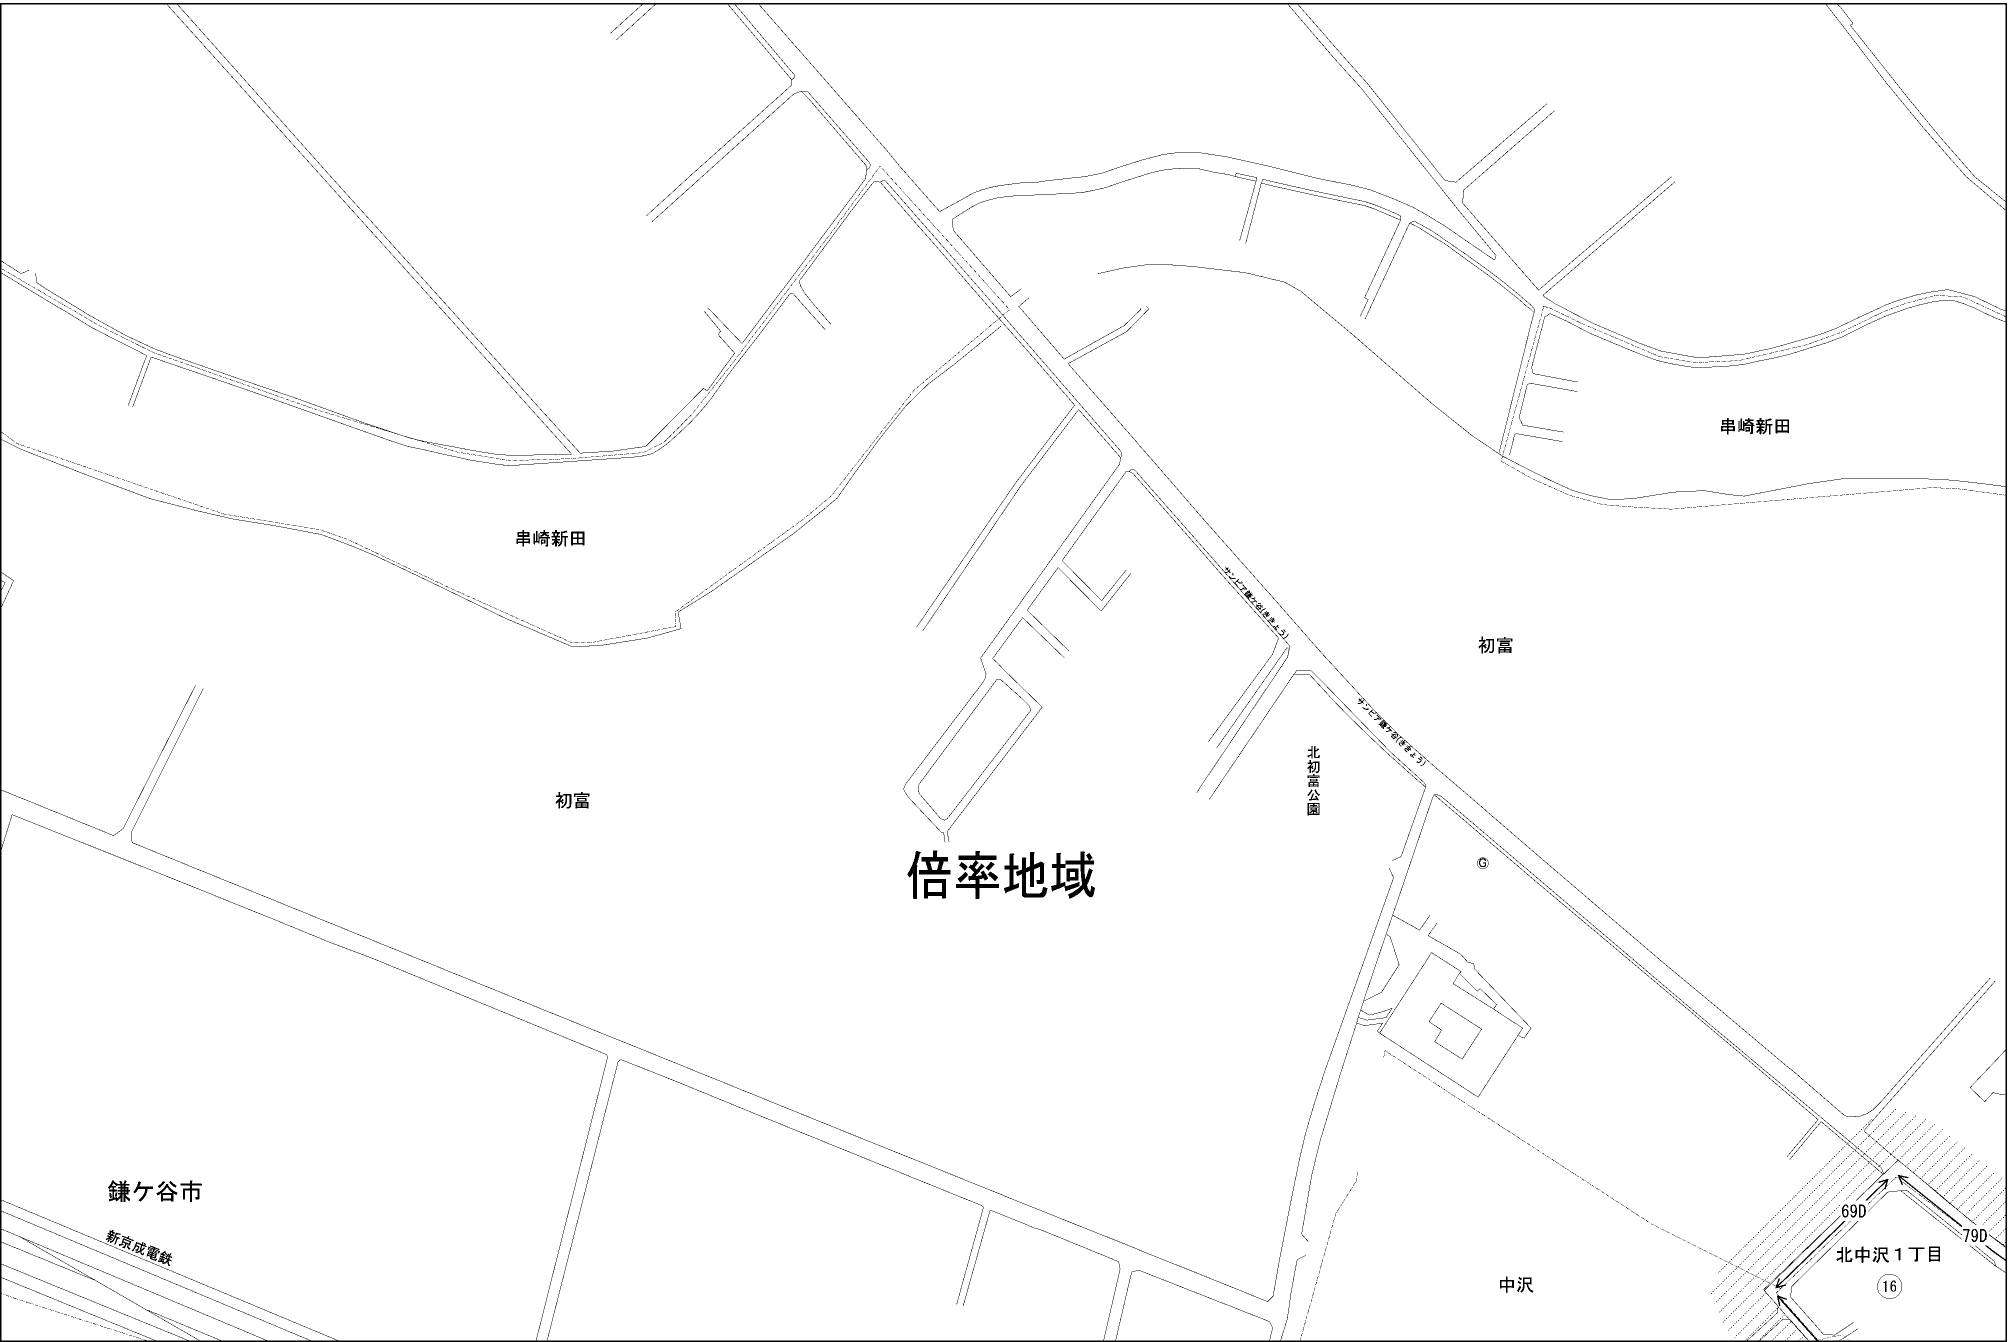 串崎新田
串崎新田
サンピア鎌ケ谷(ききょう)
初富
サンピア鎌ケ谷(ききょう)
北初富公園
初富
倍率地域
G
鎌ケ谷市
69D
79D
新京成電鉄
北中沢１丁目
中沢
16